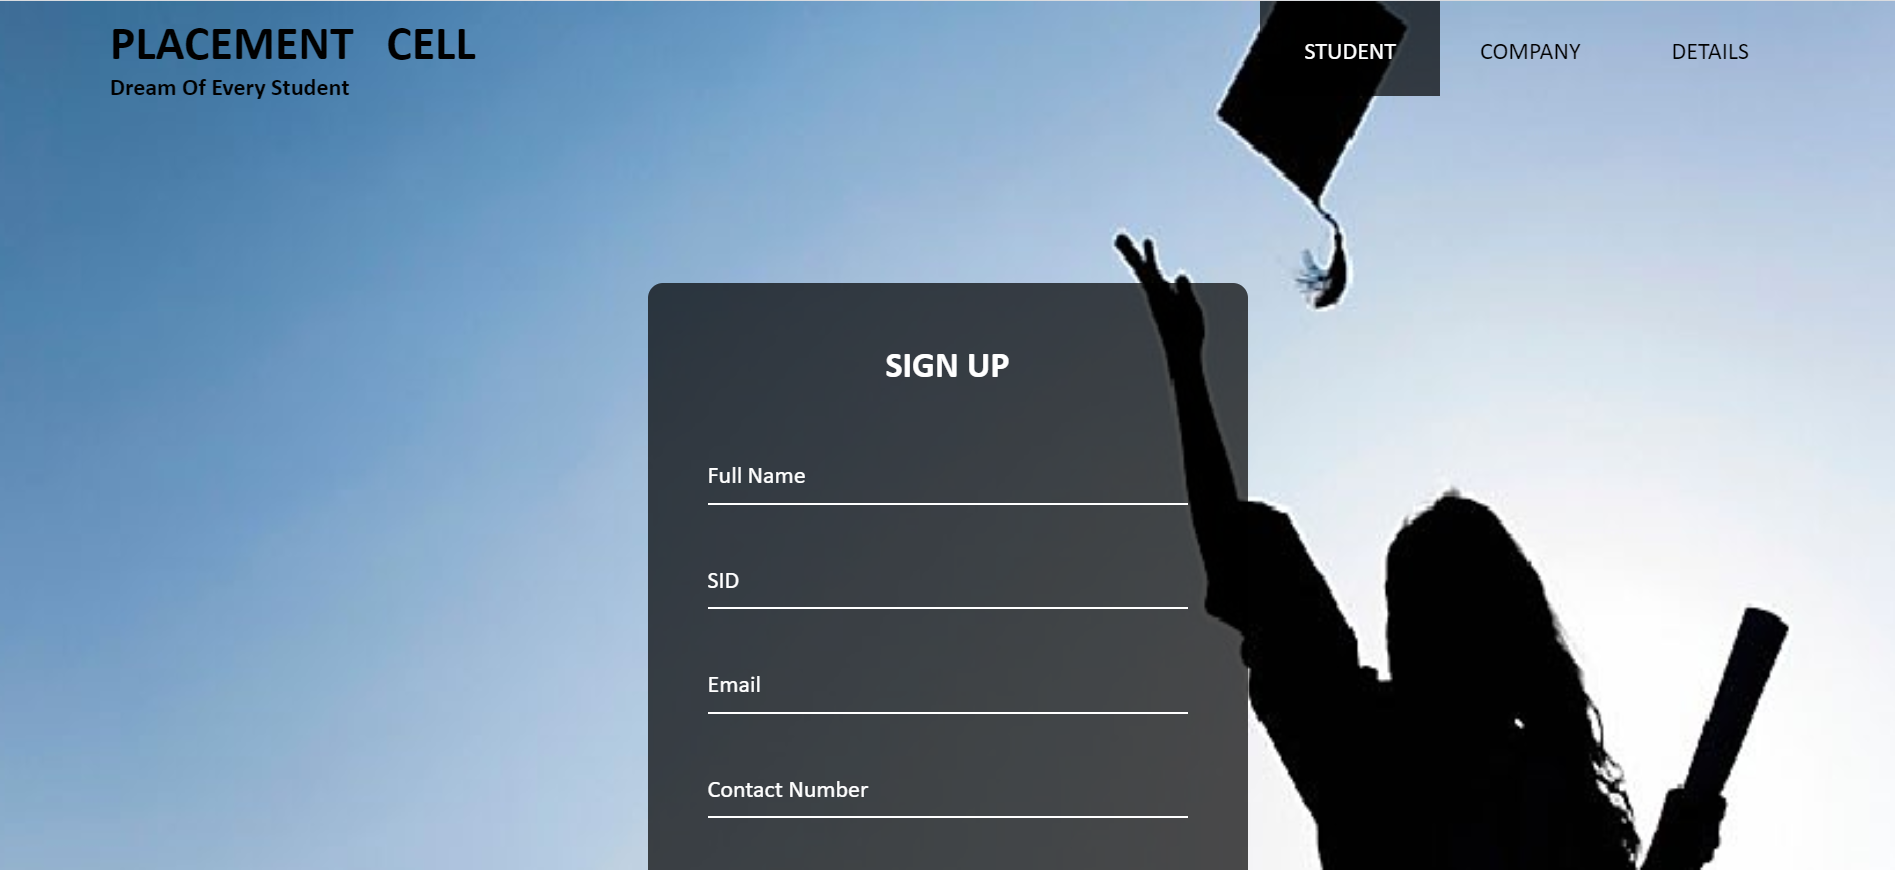 PLACEMENT CELL
Dream Of Every Student
STUDENT COMPANY DETAILS
SIGN UP
Full Name
SID
Email
Contact Number